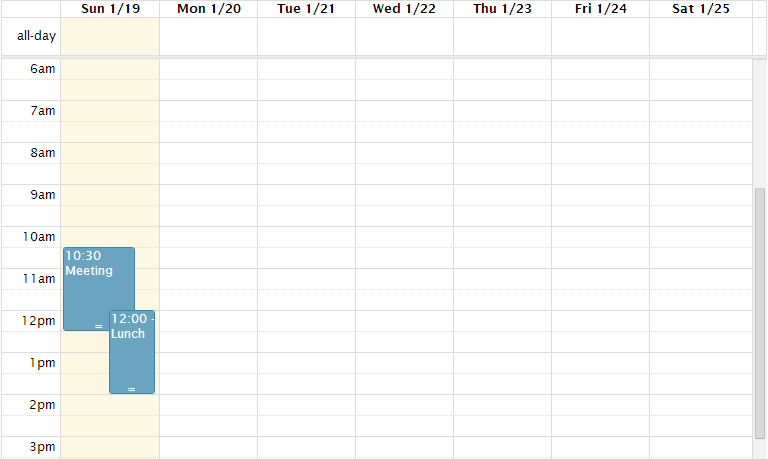 Sun 1/19 Mon 1/20 Tue 1/21 Wed 1/22 Thu 1/23 Fri 1/24 Sat 1/25
all-day
6am
7am
8am
9am
10am
10:30
Meeting
11am
12pm
12:00 -
Lunch
1pm
2pm
3pm